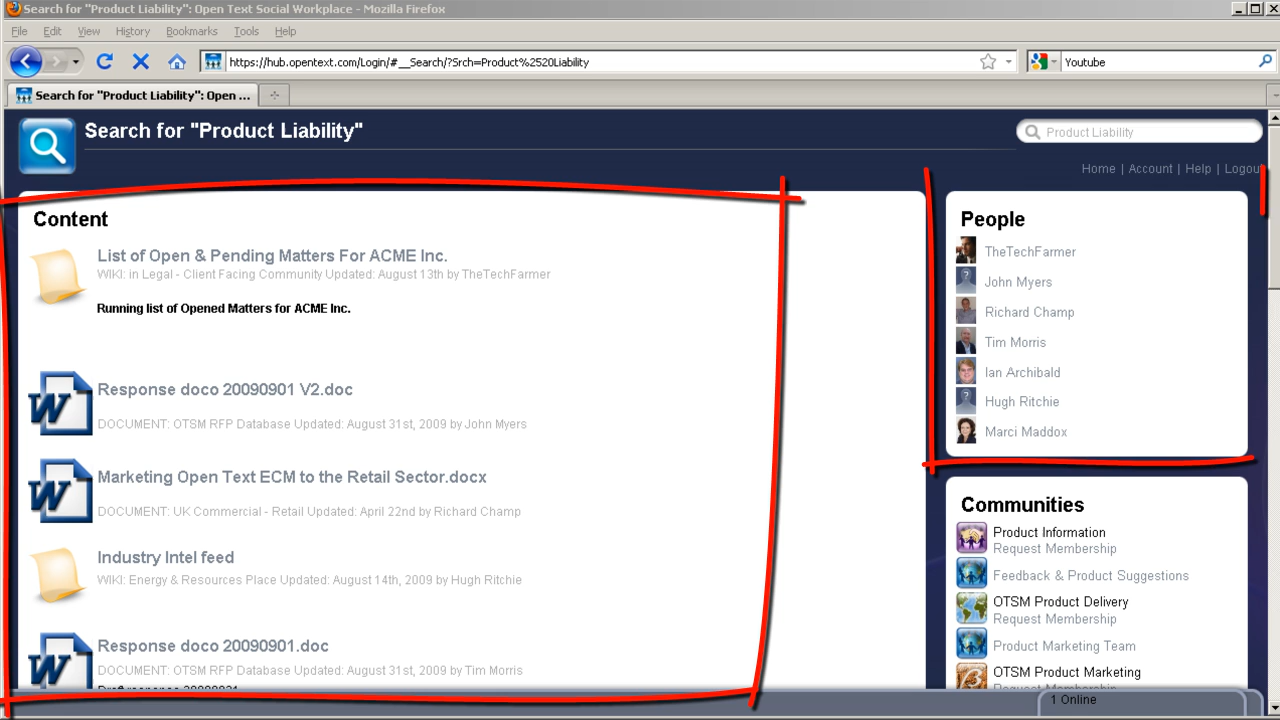 Search for "Product Liability": Open Text Social Workplace - Mozilla Firefox
File Edit View History Bookmarks Tools Help
https://hub.opentext.com/Login/#__Search/?Srch=Product%2520Liability
Youtube
Search for "Product Liability": Open ...
Search for "Product Liability"
Product Liability
Home | Account | Help | Logout
Content
List of Open & Pending Matters For ACME Inc.
WIKI: in Legal - Client Facing Community Updated: August 13th by TheTechFarmer
Running list of Opened Matters for ACME Inc.
Response doco 20090901 V2.doc
DOCUMENT: OTSM RFP Database Updated: August 31st, 2009 by John Myers
Marketing Open Text ECM to the Retail Sector.docx
DOCUMENT: UK Commercial - Retail Updated: April 22nd by Richard Champ
Industry Intel feed
WIKI: Energy & Resources Place Updated: August 14th, 2009 by Hugh Ritchie
Response doco 20090901.doc
DOCUMENT: OTSM RFP Database Updated: August 31st, 2009 by Tim Morris
People
TheTechFarmer
John Myers
Richard Champ
Tim Morris
Ian Archibald
Hugh Ritchie
Marci Maddox
Communities
Product Information
Request Membership
Feedback & Product Suggestions
OTSM Product Delivery
Request Membership
Product Marketing Team
OTSM Product Marketing
Request Membership
1 Online